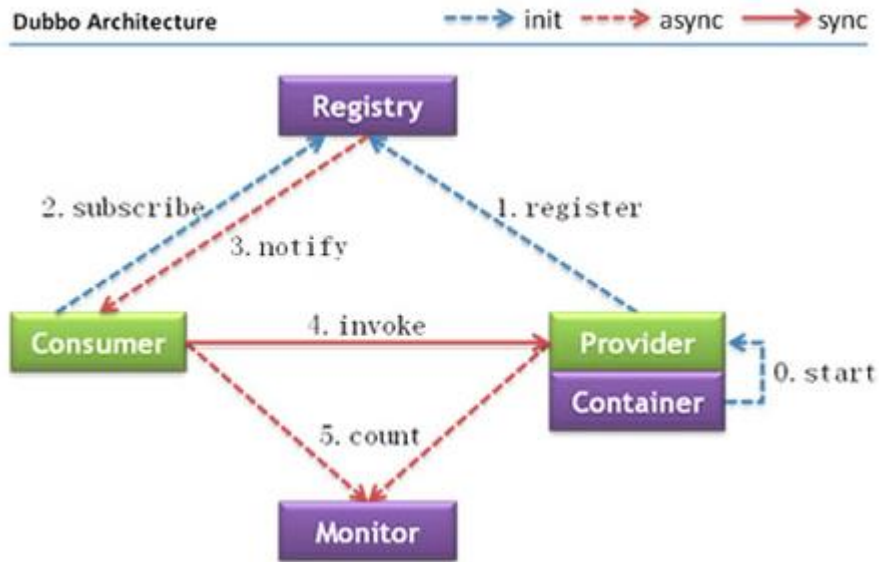 Dubbo Architecture
init
async
sync
Registry
2. subscribe
1. register
3. notify
Consumer
4. invoke
Provider
0. start
Container
5. count
Monitor